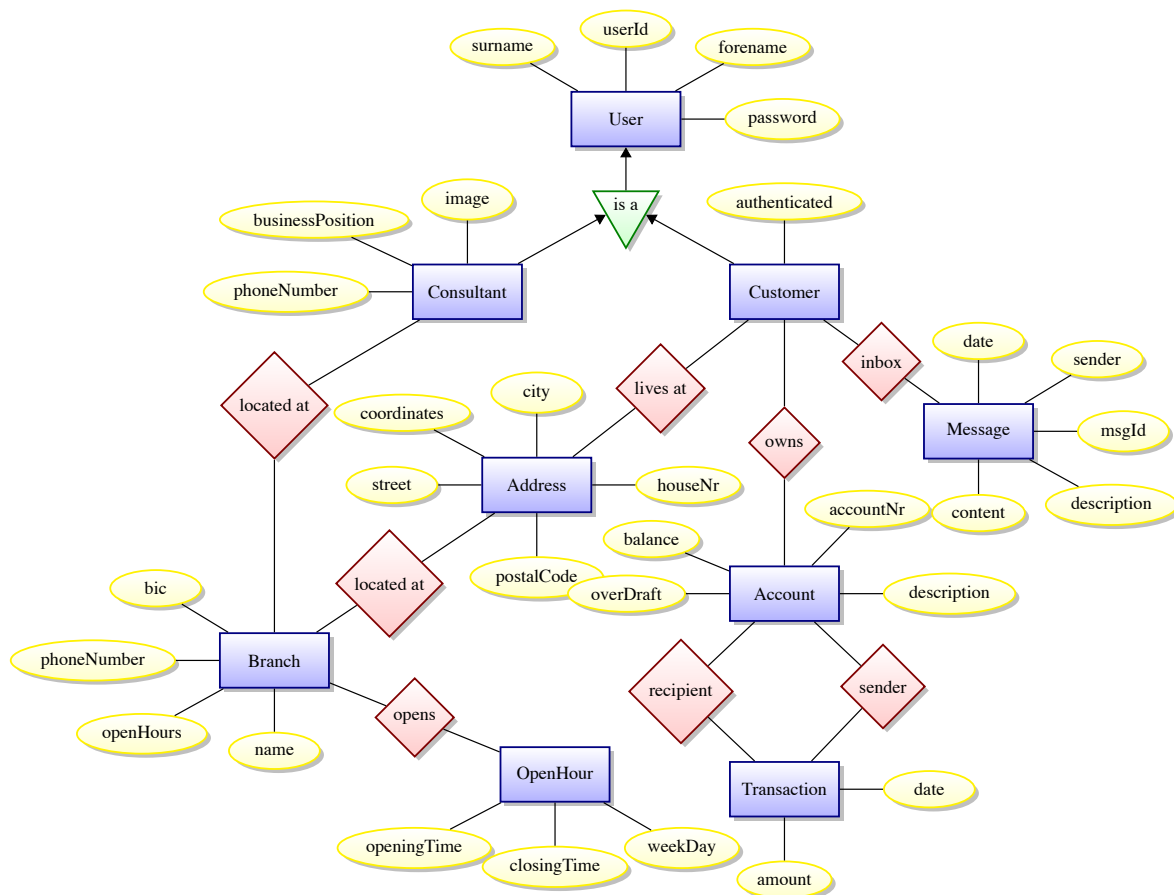 userId
surname
forename
User
password
is a
image
authenticated
businessPosition
phoneNumber
Consultant
Customer
date
sender
inbox
located at
lives at
city
coordinates
Message
msgId
owns
street
Address
houseNr
description
content
accountNr
balance
located at
postalCode
overDraft
Account
description
bic
phoneNumber
Branch
recipient
sender
opens
openHours
name
OpenHour
Transaction
date
openingTime
weekDay
closingTime
amount